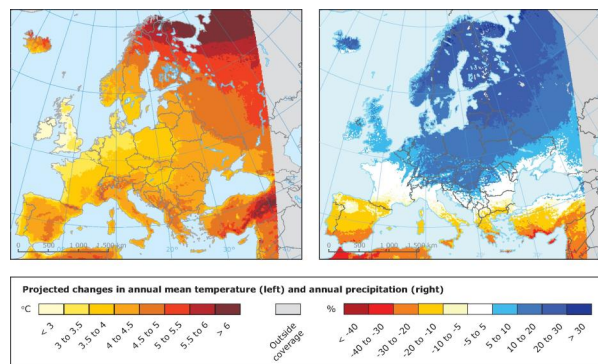 0 500 1 000 1 500 km
0 500 1 000 1 500 km
Projected changes in annual mean temperature (left) and annual precipitation (right)
°C
%
< 3
3 to 3.5
3.5 to 4
4 to 4.5
4.5 to 5
5 to 5.5
5.5 to 6
> 6
Outside coverage
< -40
-40 to -30
-30 to -20
-20 to -10
-10 to -5
-5 to 5
5 to 10
10 to 20
20 to 30
> 30